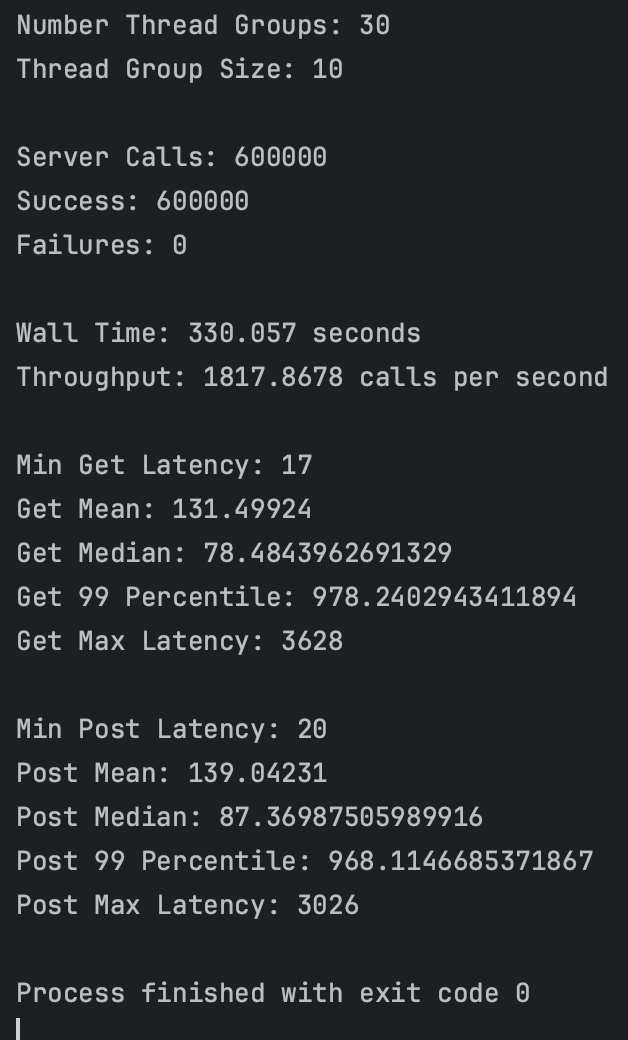 Number Thread Groups: 30
Thread Group Size: 10
Server Calls: 600000
Success: 600000
Failures: 0
Wall Time: 330.057 seconds
Throughput: 1817.8678 calls per second
Min Get Latency: 17
Get Mean: 131.49924
Get Median: 78.4843962691329
Get 99 Percentile: 978.2402943411894
Get Max Latency: 3628
Min Post Latency: 20
Post Mean: 139.04231
Post Median: 87.36987505989916
Post 99 Percentile: 968.1146685371867
Post Max Latency: 3026
Process finished with exit code 0